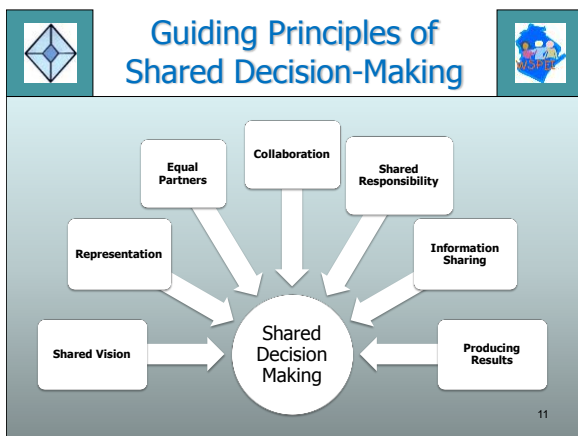 Guiding Principles of
Shared Decision-Making
WSPEI
Collaboration
Equal
Partners
Shared
Responsibility
Representation
Information
Sharing
Shared Vision
Shared
Decision
Making
Producing
Results
11